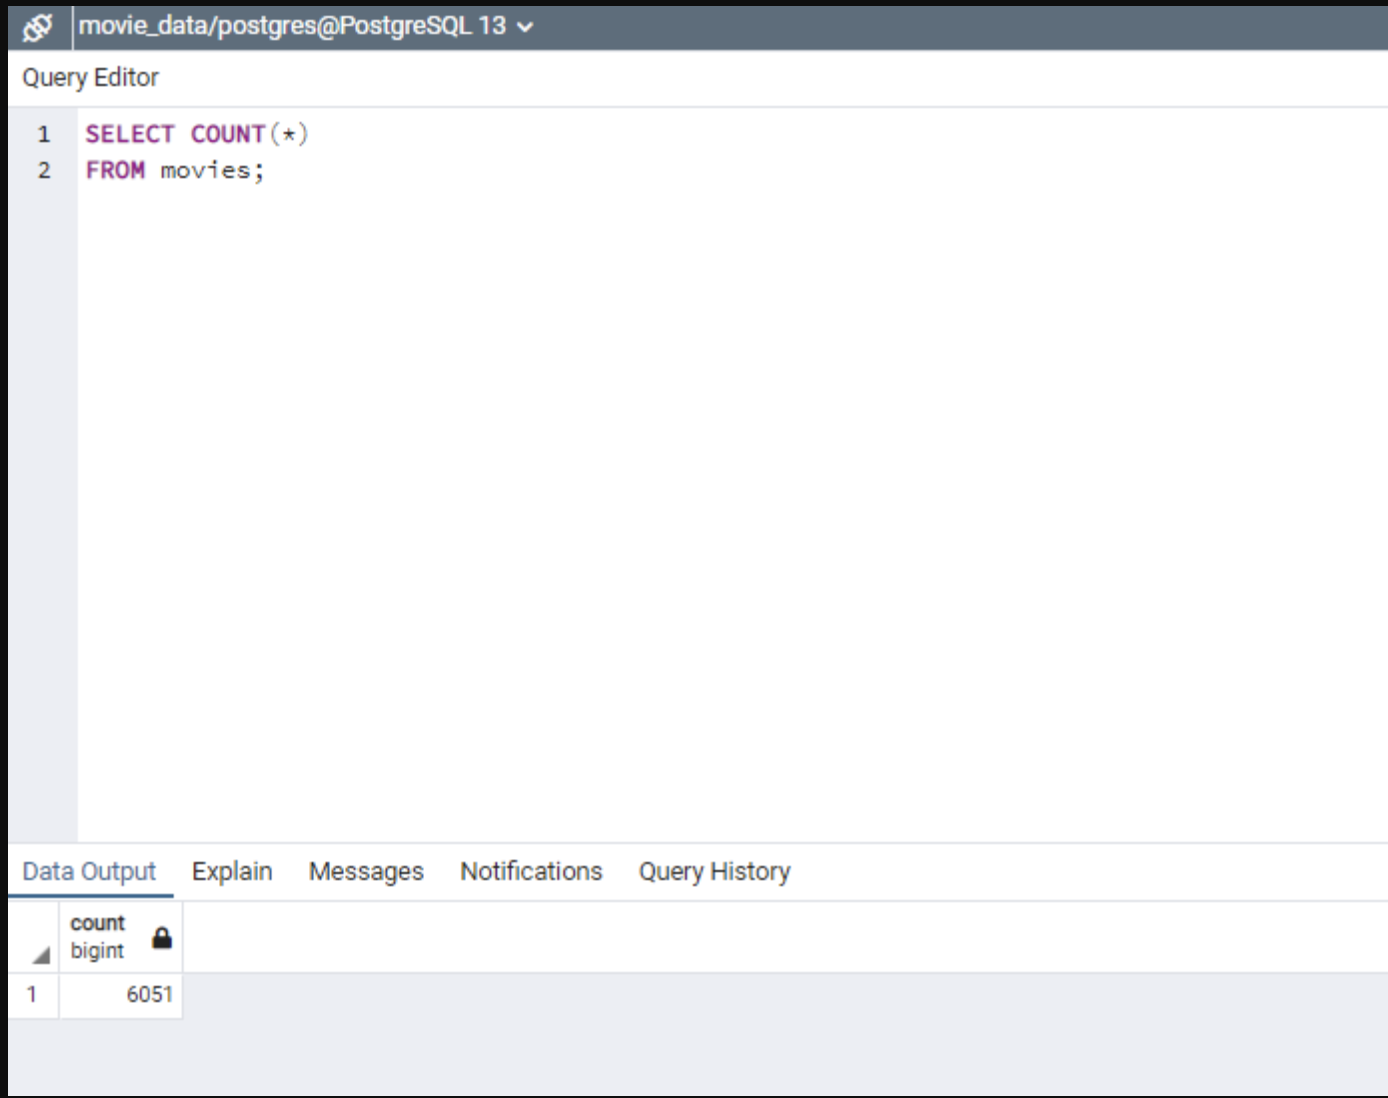 movie_data/postgres@PostgreSQL 13
Query Editor
1 SELECT COUNT(*)
2 FROM movies;
Data Output Explain Messages Notifications Query History
count
bigint
1 6051